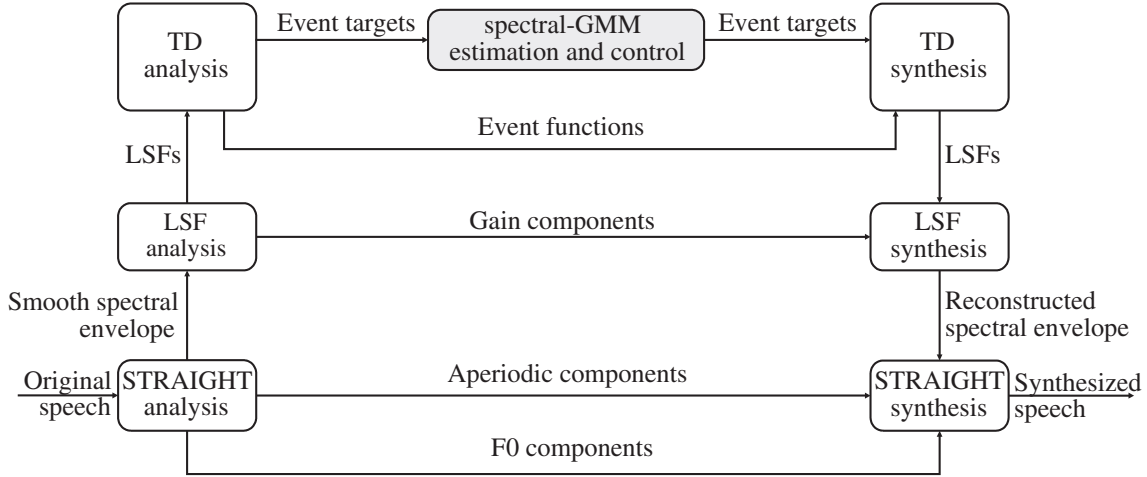 TD
analysis
Event targets
spectral-GMM
estimation and control
Event targets
TD
synthesis
Event functions
LSFs
LSFs
LSF
analysis
Gain components
LSF
synthesis
Smooth spectral
envelope
Reconstructed
spectral envelope
Original
speech
STRAIGHT
analysis
Aperiodic components
STRAIGHT
synthesis
Synthesized
speech
F0 components